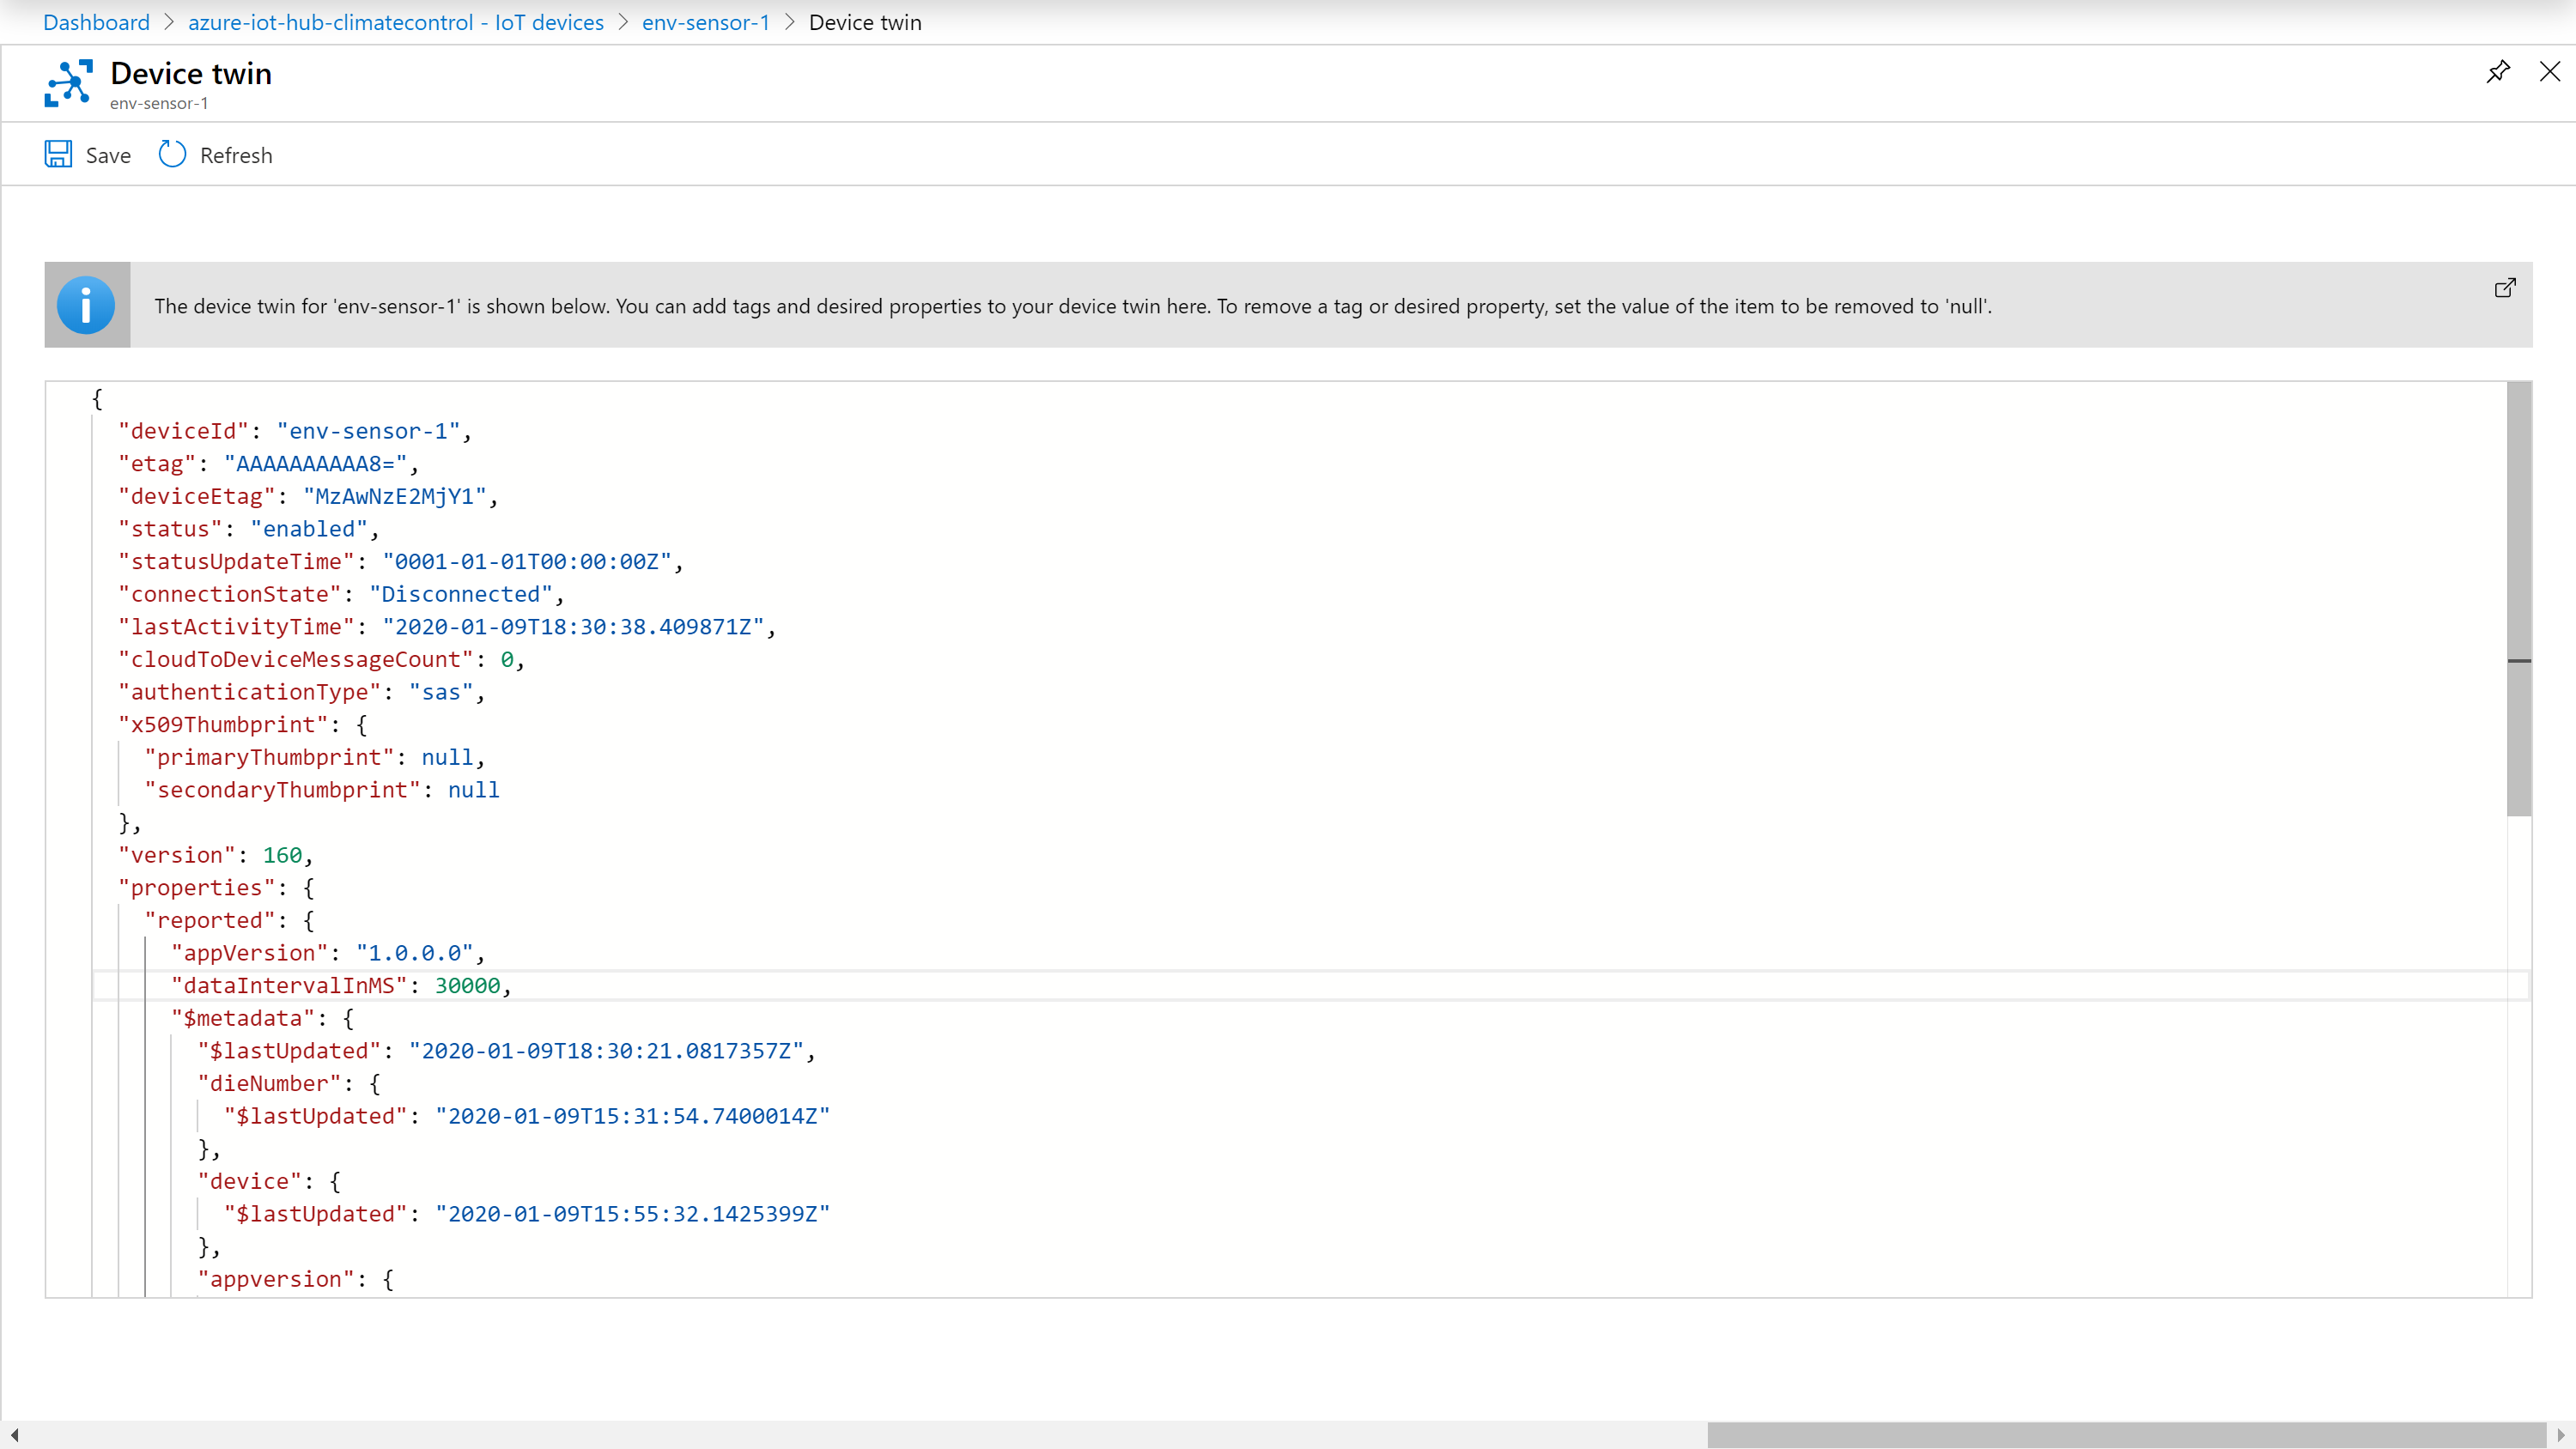 Dashboard > azure-iot-hub-climatecontrol - IoT devices > env-sensor-1 > Device twin
Device twin
env-sensor-1
Save Refresh
The device twin for 'env-sensor-1' is shown below. You can add tags and desired properties to your device twin here. To remove a tag or desired property, set the value of the item to be removed to 'null'.
{
"deviceId": "env-sensor-1",
"etag": "AAAAAAAAAA8=",
"deviceEtag": "MzAwNzE2MjY1",
"status": "enabled",
"statusUpdateTime": "0001-01-01T00:00:00Z",
"connectionState": "Disconnected",
"lastActivityTime": "2020-01-09T18:30:38.409871Z",
"cloudToDeviceMessageCount": 0,
"authenticationType": "sas",
"x509Thumbprint": {
"primaryThumbprint": null,
"secondaryThumbprint": null
},
"version": 160,
"properties": {
"reported": {
"appVersion": "1.0.0.0",
"dataIntervalInMS": 30000,
"$metadata": {
"$lastUpdated": "2020-01-09T18:30:21.0817357Z",
"dieNumber": {
"$lastUpdated": "2020-01-09T15:31:54.7400014Z"
},
"device": {
"$lastUpdated": "2020-01-09T15:55:32.1425399Z"
},
"appversion": {